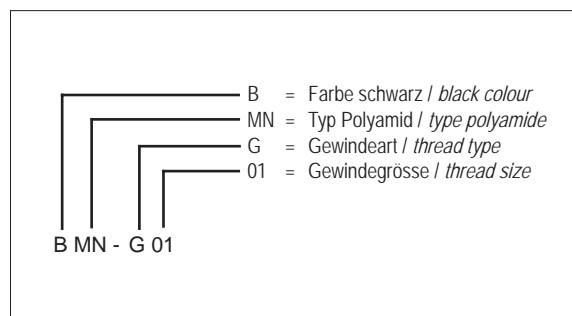 B = Farbe schwarz / black colour
MN = Typ Polyamid / type polyamide
G = Gewindeart / thread type
01 = Gewindegrösse / thread size
B MN - G 01